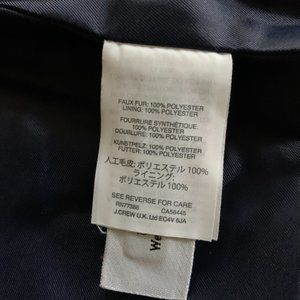 FAUX FUR: 100% POLYESTER
LINING: 100% POLYESTER
FOURRURE SYNTHÉTIQUE:
100% POLYESTER
DOUBLURE: 100% POLYESTER
KUNSTPELZ: 100% POLYESTER
FUTTER: 100% POLYESTER
人工毛皮: ポリエステル 100%
ライニング:
ポリエステル 100%
SEE REVERSE FOR CARE
RN77388 CA56445
J.CREW U.K. Ltd EC4V 6JA